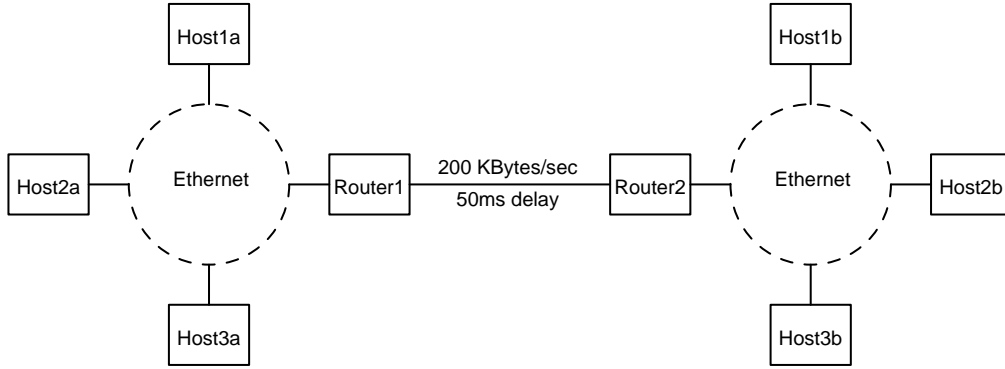 Host1a
Host1b
Host2a
Ethernet
Router1
200 KBytes/sec
50ms delay
Router2
Ethernet
Host2b
Host3a
Host3b